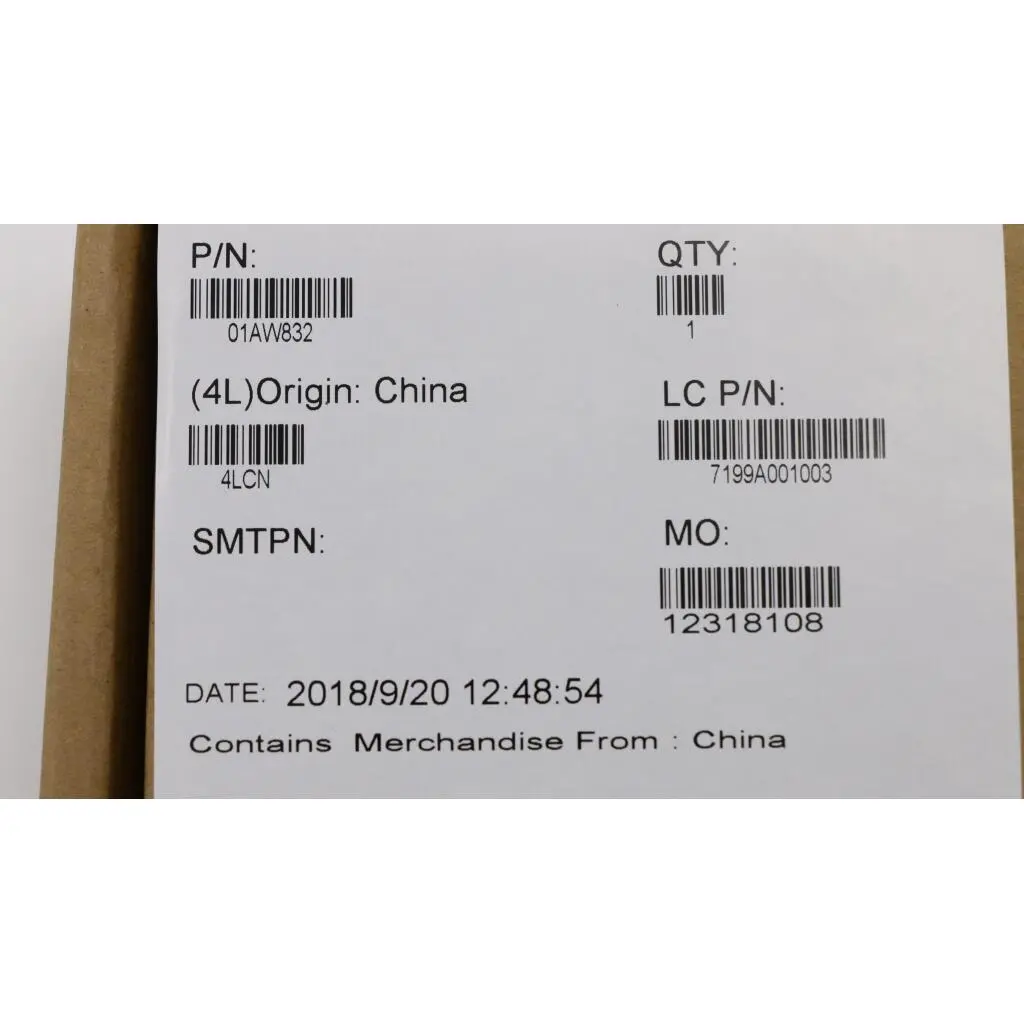 P/N:
01AW832
QTY:
1
(4L)Origin: China
4LCN
LC P/N:
7199A001003
SMTPN:
MO:
12318108
DATE: 2018/9/20 12:48:54
Contains Merchandise From : China